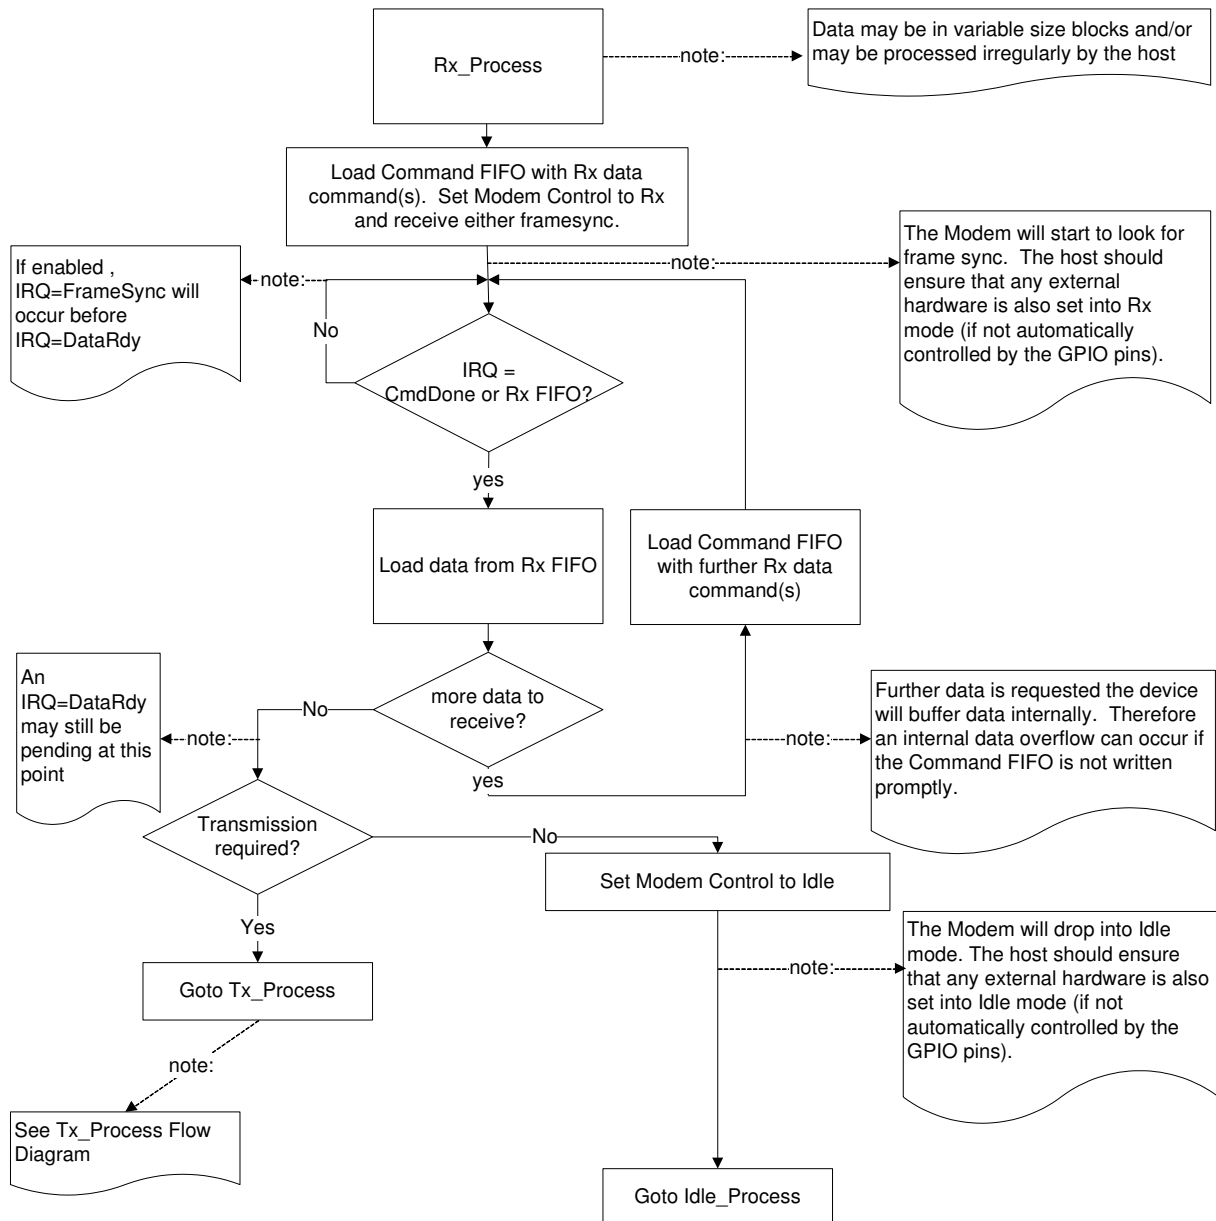 Rx_Process
note:
Data may be in variable size blocks and/or
may be processed irregularly by the host
Load Command FIFO with Rx data
command(s).  Set Modem Control to Rx
and receive either framesync.
If enabled ,
IRQ=FrameSync will
occur before
IRQ=DataRdy
note:
note:
The Modem will start to look for
frame sync.  The host should
ensure that any external
hardware is also set into Rx
mode (if not automatically
controlled by the GPIO pins).
No
IRQ =
CmdDone or Rx FIFO?
yes
Load data from Rx FIFO
Load Command FIFO
with further Rx data
command(s)
An
IRQ=DataRdy
may still be
pending at this
point
note:
No
more data to
receive?
yes
note:
Further data is requested the device
will buffer data internally.  Therefore
an internal data overflow can occur if
the Command FIFO is not written
promptly.
Transmission
required?
No
Set Modem Control to Idle
Yes
Goto Tx_Process
note:
The Modem will drop into Idle
mode. The host should ensure
that any external hardware is also
set into Idle mode (if not
automatically controlled by the
GPIO pins).
note:
See Tx_Process Flow
Diagram
Goto Idle_Process